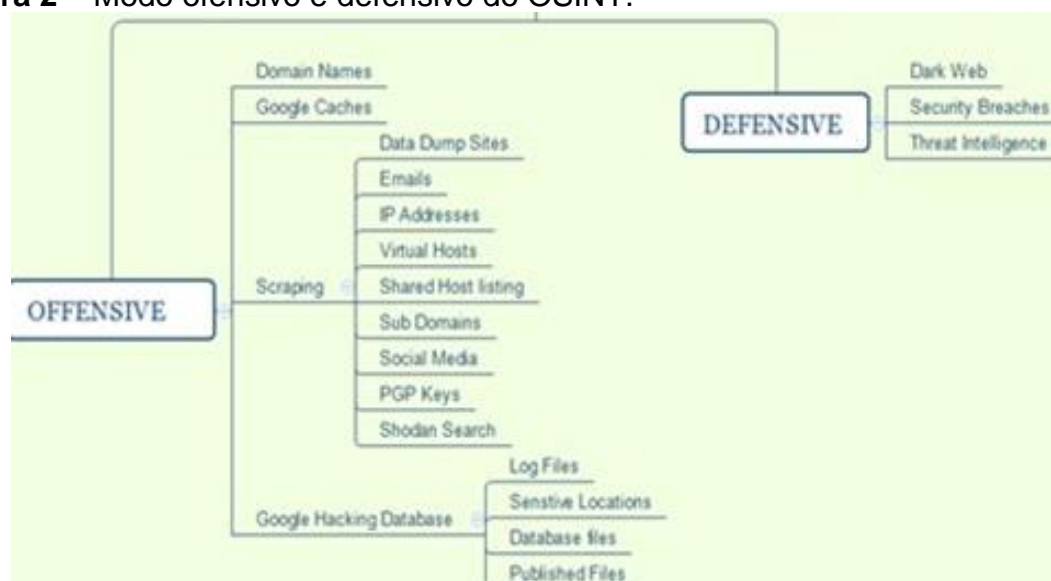 ra 2 – Modo ofensivo e defensivo do OSINT.
OFFENSIVE
Domain Names
Google Caches
Scraping
Data Dump Sites
Emails
IP Addresses
Virtual Hosts
Shared Host listing
Sub Domains
Social Media
PGP Keys
Shodan Search
Google Hacking Database
Log Files
Senstive Locations
Database files
Published Files
DEFENSIVE
Dark Web
Security Breaches
Threat Intelligence